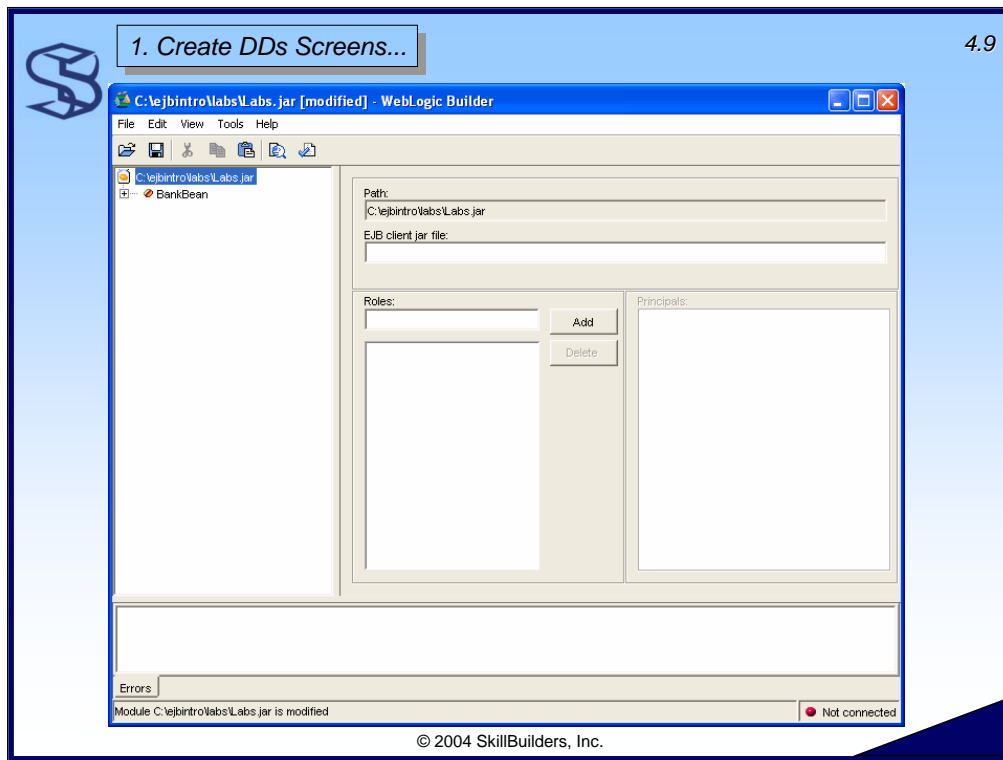 1. Create DDs Screens...
4.9
C:\ejbintro\labs\Labs.jar [modified] - WebLogic Builder
File Edit View Tools Help
C:\ejbintro\labs\Labs.jar
BankBean
Path:
C:\ejbintro\labs\Labs.jar
EJB client jar file:
Roles:
Add
Delete
Principals:
Errors
Module C:\ejbintro\labs\Labs.jar is modified
Not connected
© 2004 SkillBuilders, Inc.